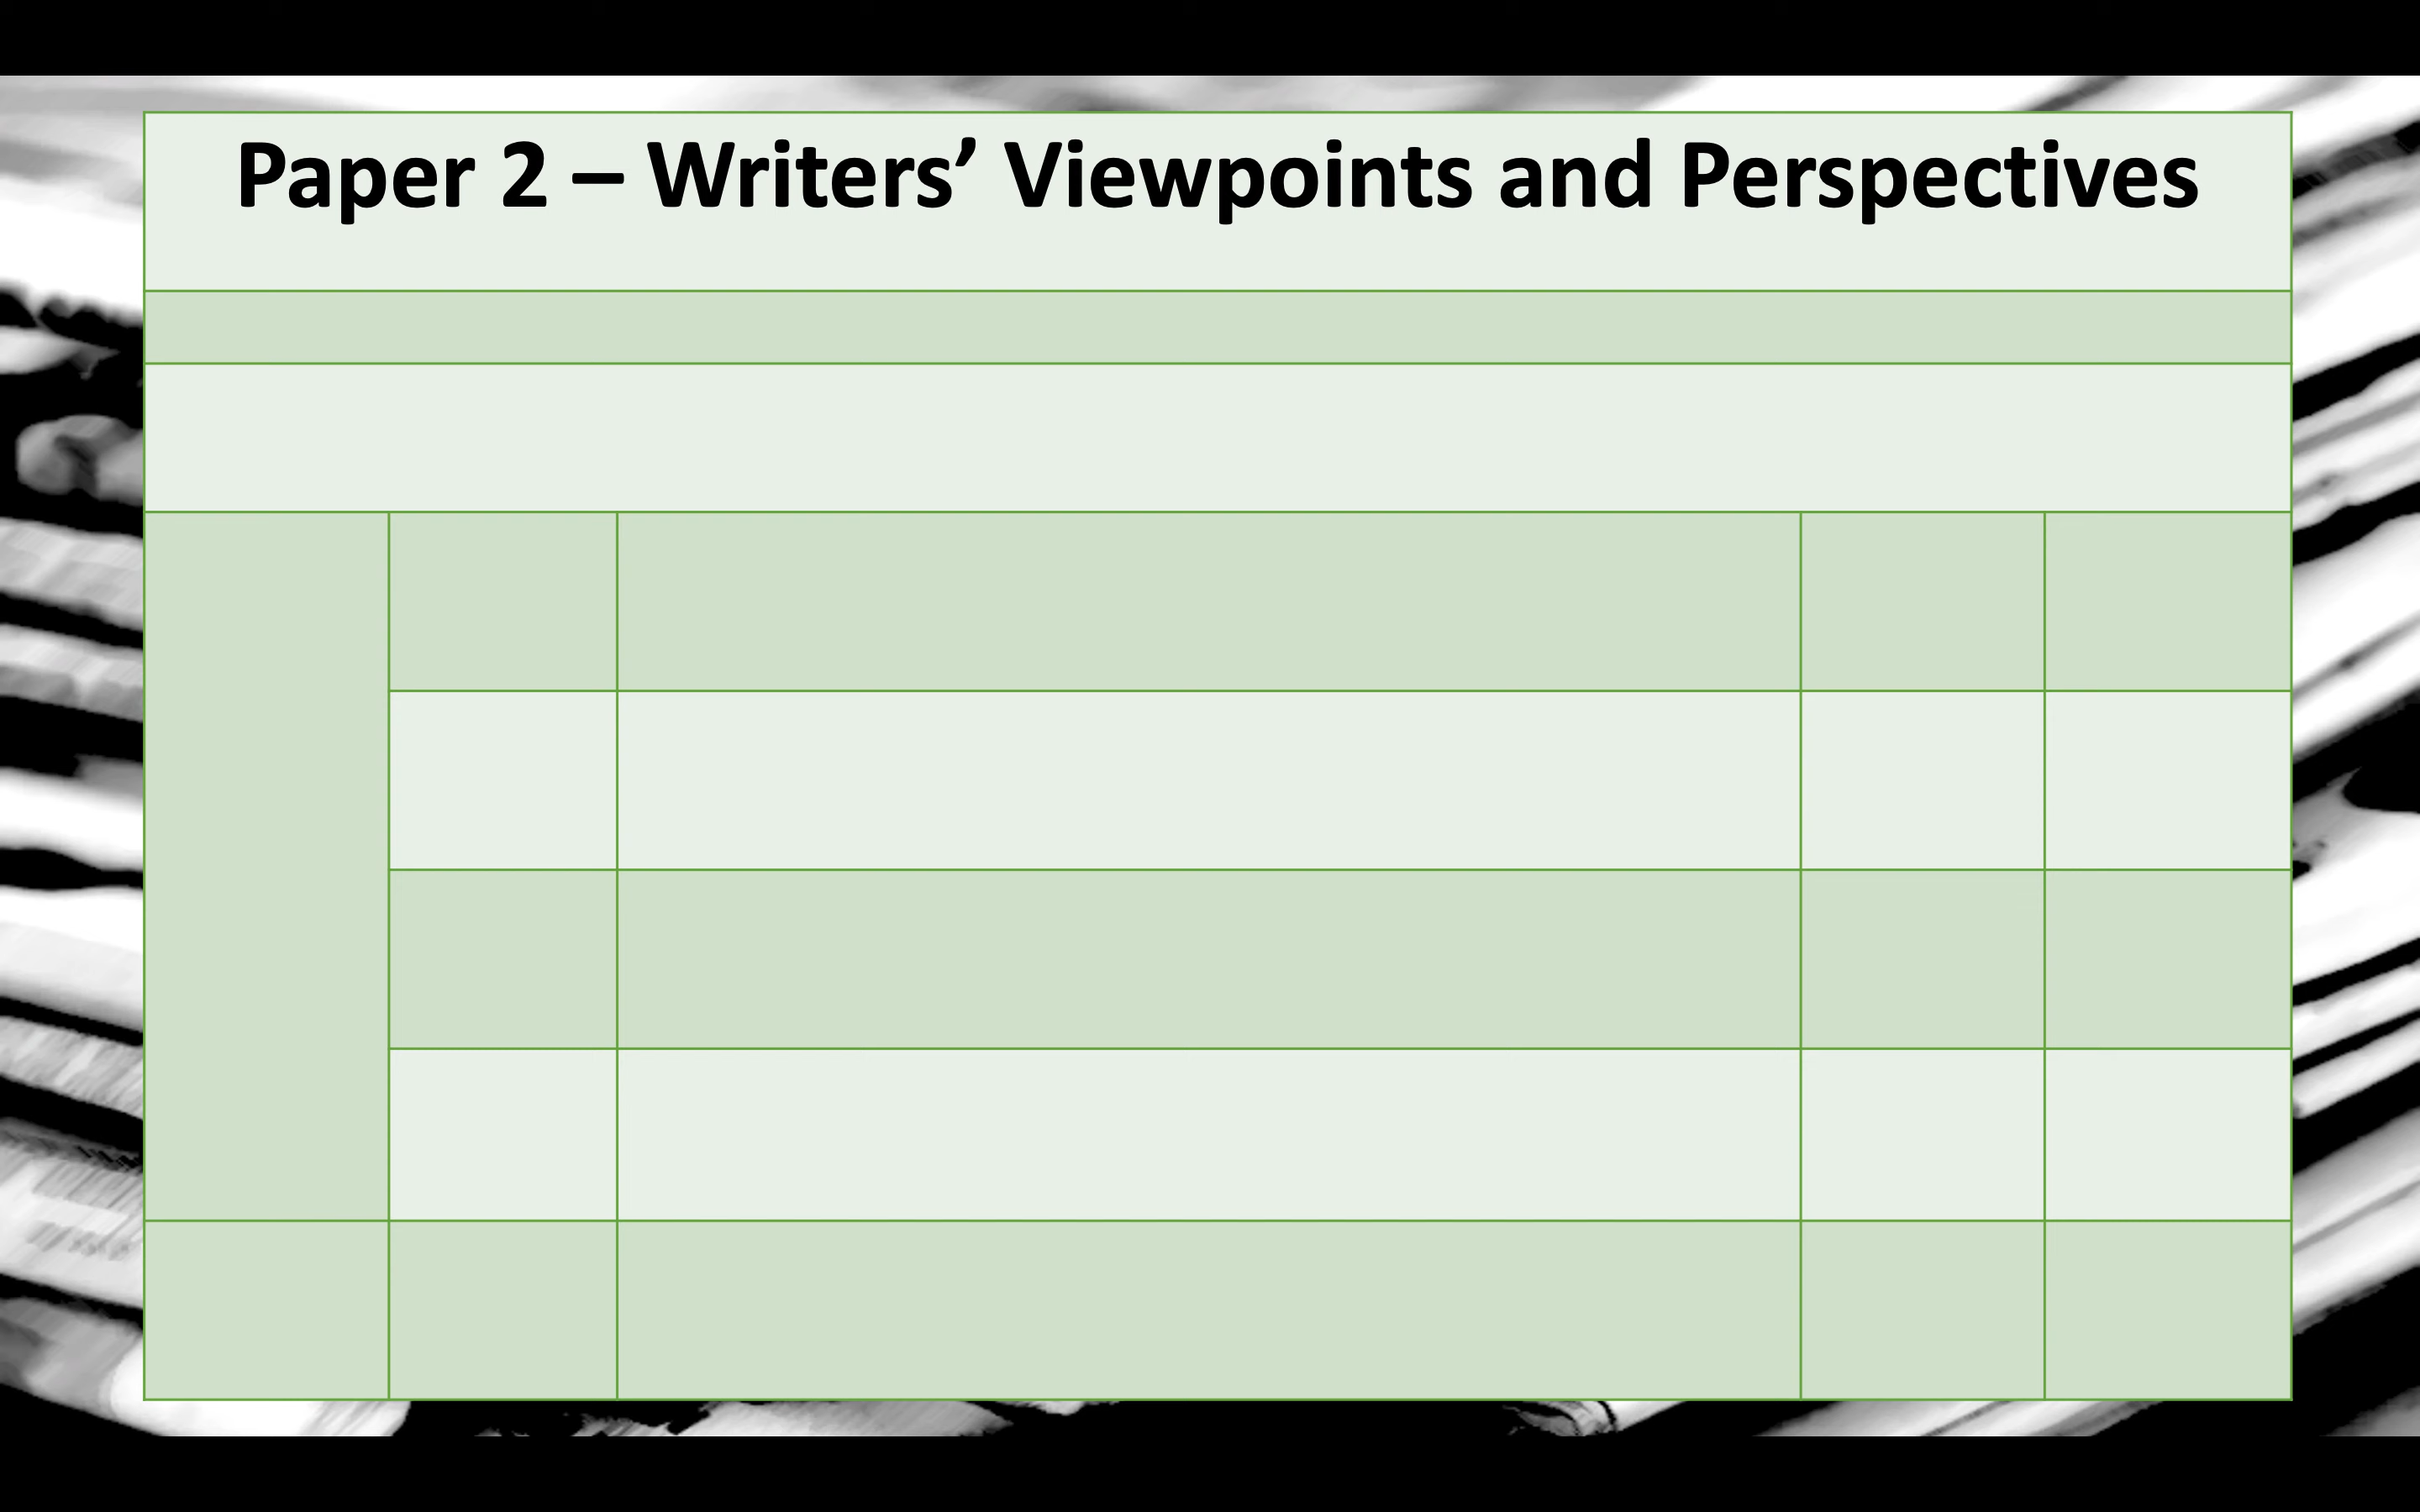 Paper 2 – Writers’ Viewpoints and Perspectives